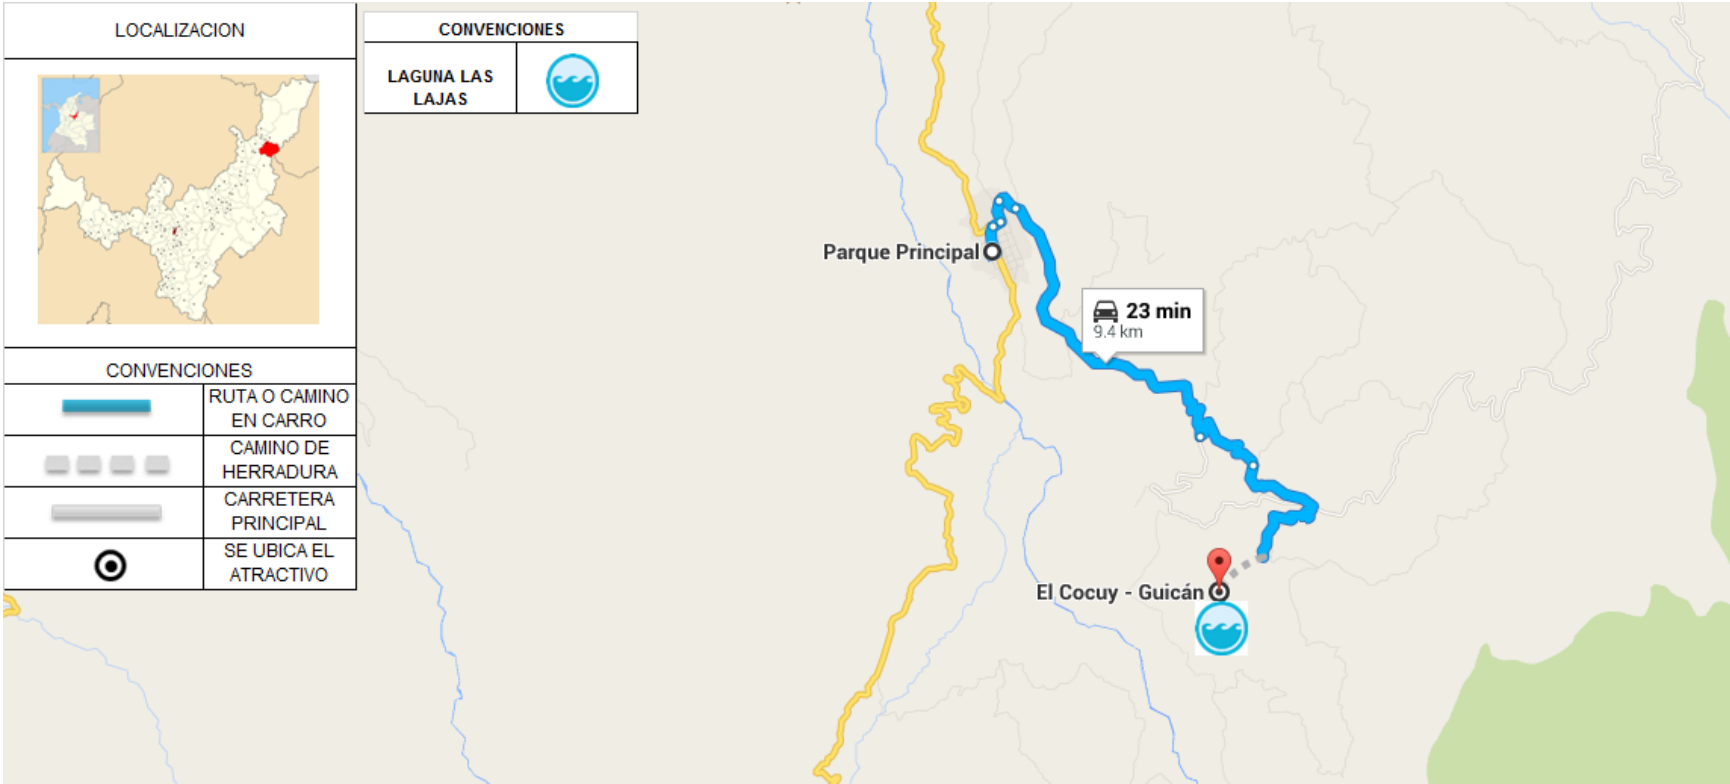 LOCALIZACION
CONVENCIONES
LAGUNA LAS
LAJAS
Parque Principal
23 min
9.4 km
CONVENCIONES
RUTA O CAMINO
EN CARRO
CAMINO DE
HERRADURA
CARRETERA
PRINCIPAL
SE UBICA EL
ATRACTIVO
El Cocuy - Guicán